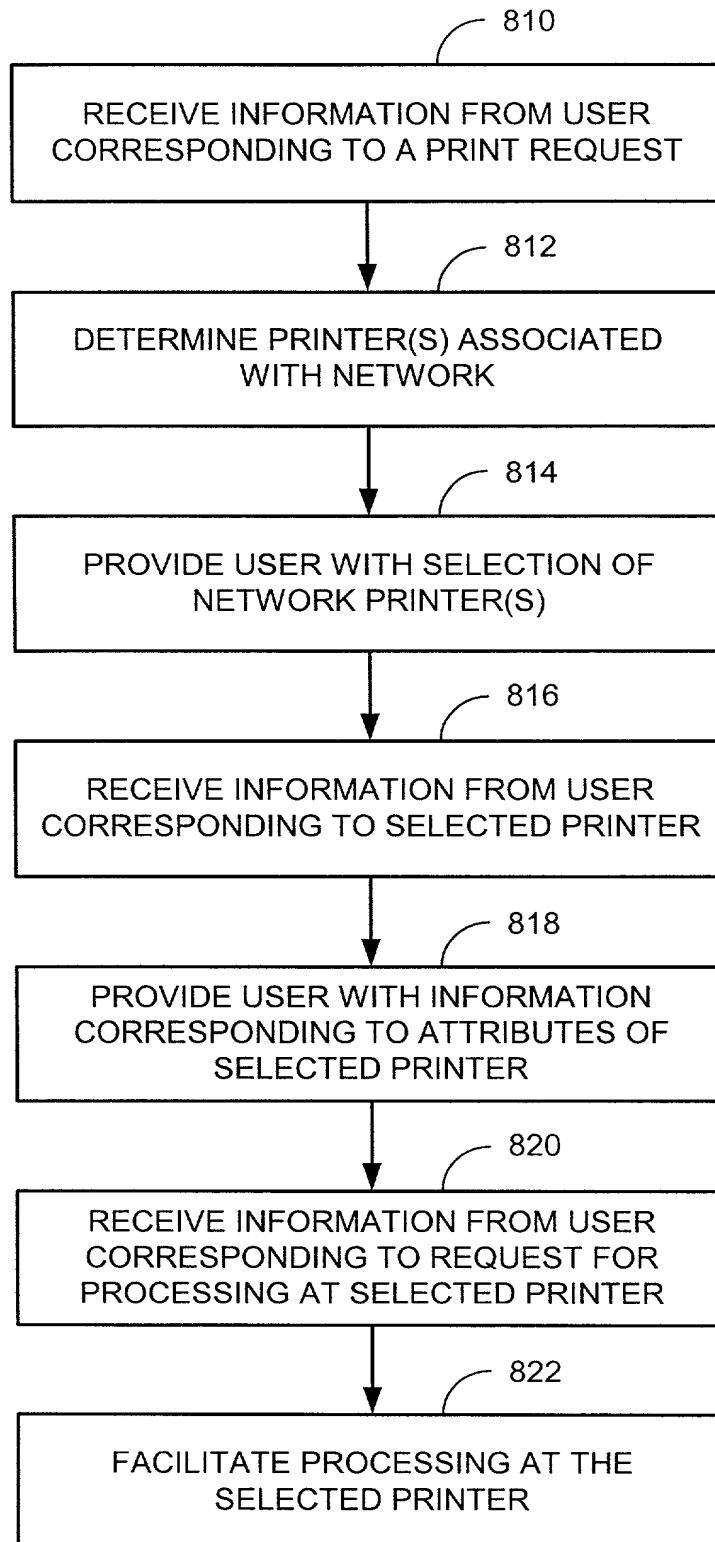 810
RECEIVE INFORMATION FROM USER
CORRESPONDING TO A PRINT REQUEST
812
DETERMINE PRINTER(S) ASSOCIATED
WITH NETWORK
814
PROVIDE USER WITH SELECTION OF
NETWORK PRINTER(S)
816
RECEIVE INFORMATION FROM USER
CORRESPONDING TO SELECTED PRINTER
818
PROVIDE USER WITH INFORMATION
CORRESPONDING TO ATTRIBUTES OF
SELECTED PRINTER
820
RECEIVE INFORMATION FROM USER
CORRESPONDING TO REQUEST FOR
PROCESSING AT SELECTED PRINTER
822
FACILITATE PROCESSING AT THE
SELECTED PRINTER